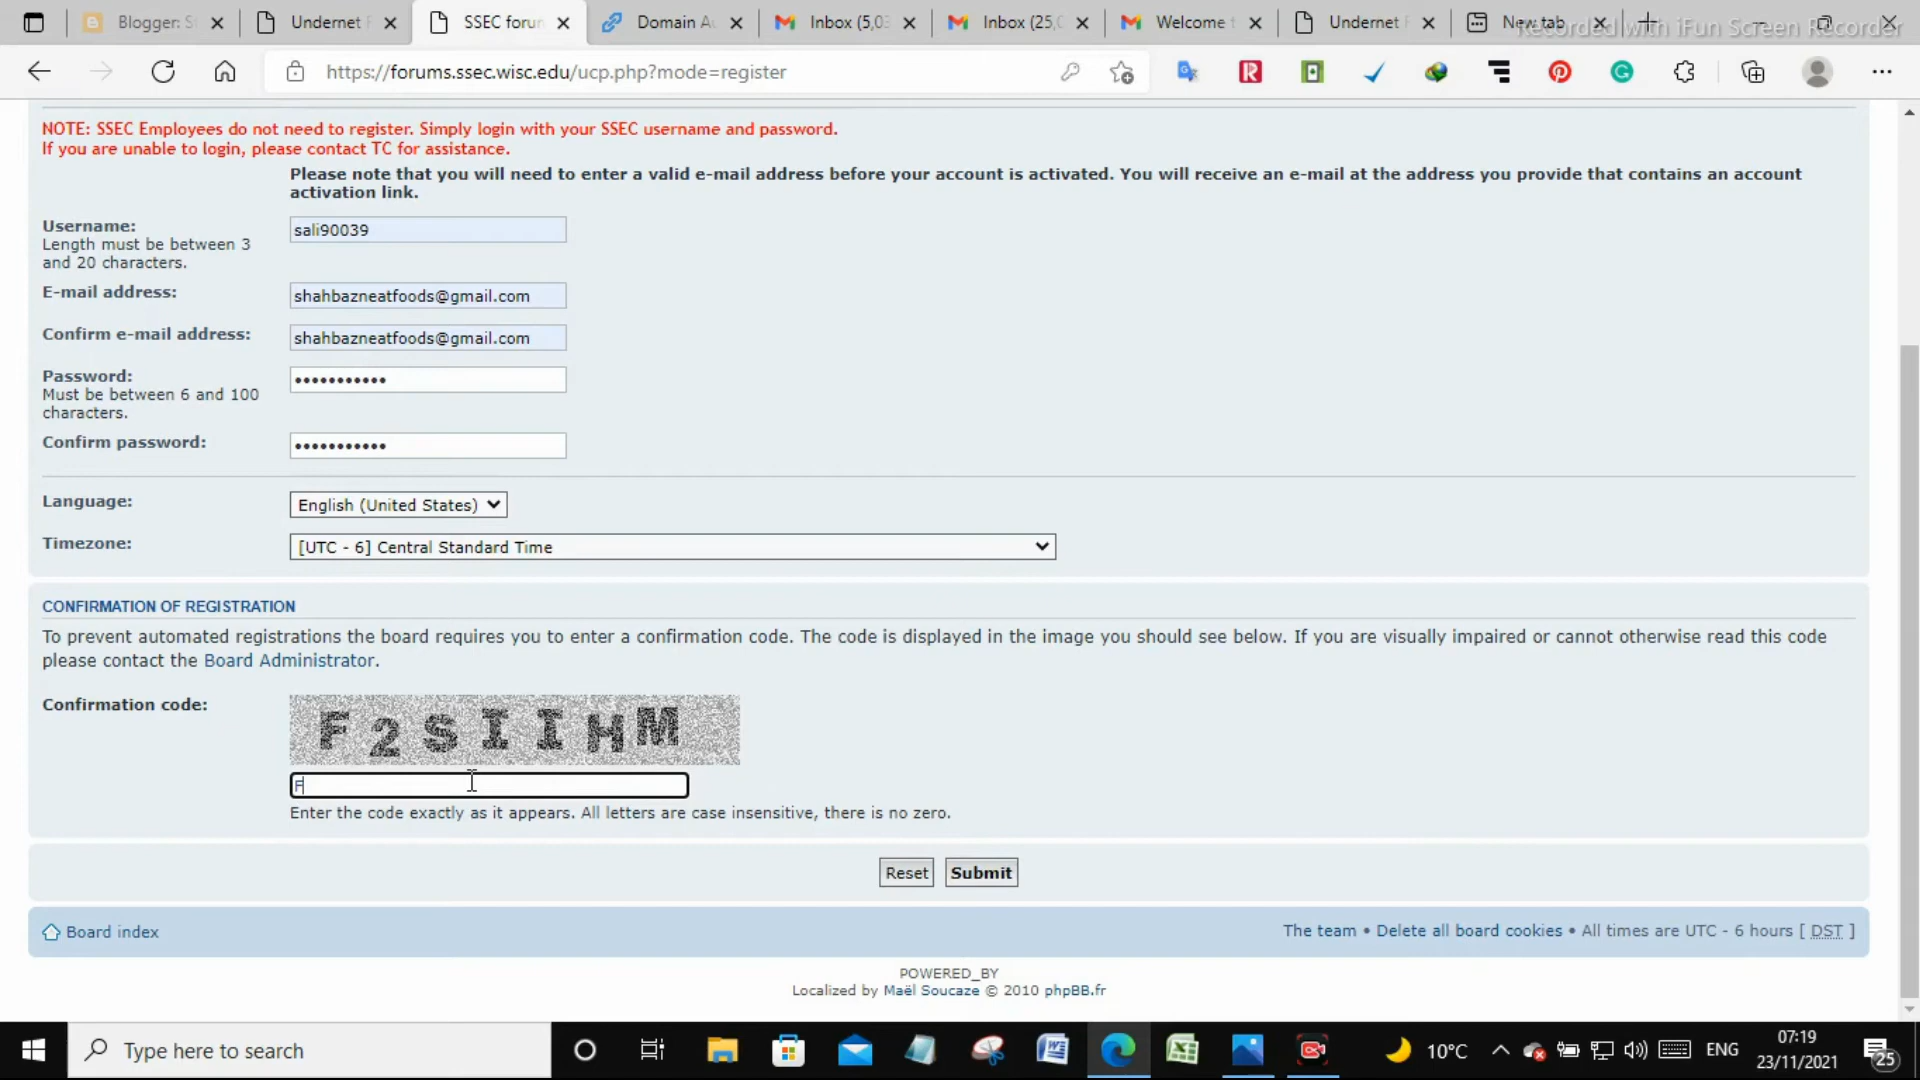 Blogger: S
Undernet F
SSEC forum
Domain Au
Inbox (5,03
Inbox (25,0
Welcome t
Undernet F
New tab
Recorded with iFun Screen Recorder
https://forums.ssec.wisc.edu/ucp.php?mode=register
NOTE: SSEC Employees do not need to register. Simply login with your SSEC username and password.
If you are unable to login, please contact TC for assistance.
Please note that you will need to enter a valid e-mail address before your account is activated. You will receive an e-mail at the address you provide that contains an account
activation link.
Username:
sali90039
Length must be between 3
and 20 characters.
E-mail address:
shahbazneatfoods@gmail.com
Confirm e-mail address:
shahbazneatfoods@gmail.com
Password:
•••••••••••
Must be between 6 and 100
characters.
Confirm password:
•••••••••••
Language:
English (United States)
Timezone:
[UTC - 6] Central Standard Time
CONFIRMATION OF REGISTRATION
To prevent automated registrations the board requires you to enter a confirmation code. The code is displayed in the image you should see below. If you are visually impaired or cannot otherwise read this code
please contact the Board Administrator.
Confirmation code:
F2SIIHM
F
Enter the code exactly as it appears. All letters are case insensitive, there is no zero.
Reset
Submit
Board index
The team • Delete all board cookies • All times are UTC - 6 hours [ DST ]
POWERED_BY
Localized by Maël Soucaze © 2010 phpBB.fr
Type here to search
10°C
ENG
07:19
23/11/2021
25